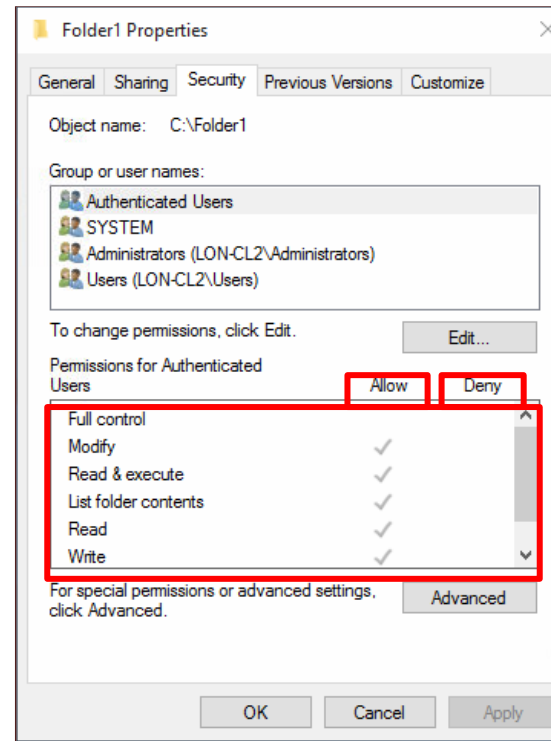 Folder1 Properties
General Sharing Security Previous Versions Customize
Object name: C:\Folder1
Group or user names:
Authenticated Users
SYSTEM
Administrators (LON-CL2\Administrators)
Users (LON-CL2\Users)
To change permissions, click Edit.
Edit...
Permissions for Authenticated
Users
Allow Deny
Full control
Modify
Read & execute
List folder contents
Read
Write
For special permissions or advanced settings,
click Advanced.
Advanced
OK Cancel Apply